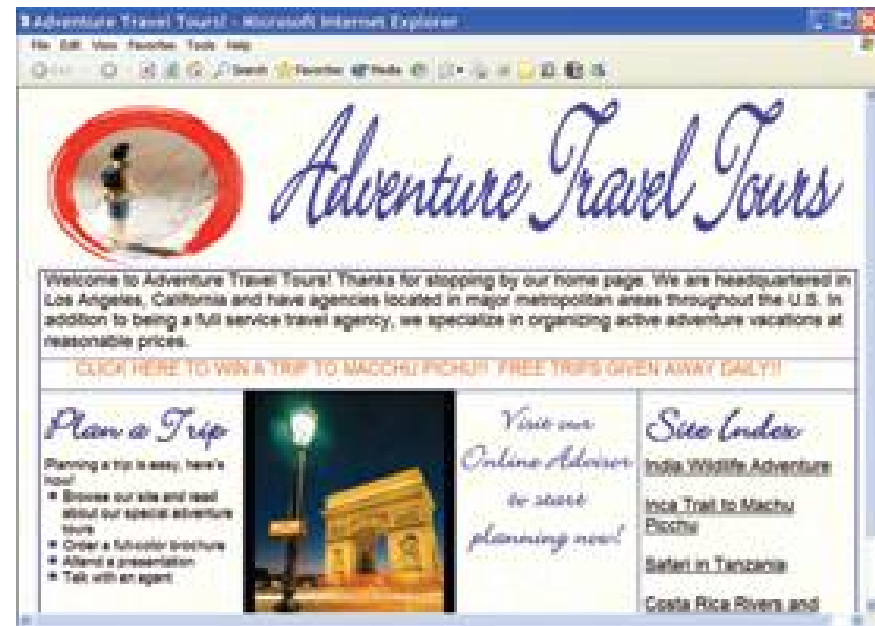 Adventure Travel Tours! - Microsoft Internet Explorer
File Edit View Favorites Tools Help
Search Favorites Media
Adventure Travel Tours
Welcome to Adventure Travel Tours! Thanks for stopping by our home page. We are headquartered in
Los Angeles, California and have agencies located in major metropolitan areas throughout the U.S. In
addition to being a full service travel agency, we specialize in organizing active adventure vacations at
reasonable prices.
CLICK HERE TO WIN A TRIP TO MACCHU PICHU!! FREE TRIPS GIVEN AWAY DAILY!!
Plan a Trip
Planning a trip is easy, here's
how!
• Browse our site and read
about our special adventure
tours
• Order a full-color brochure
• Attend a presentation
• Talk with an agent
Visit our
Online Advisor
to start
planning now!
Site Index
India Wildlife Adventure
Inca Trail to Machu
Picchu
Safari in Tanzania
Costa Rica Rivers and